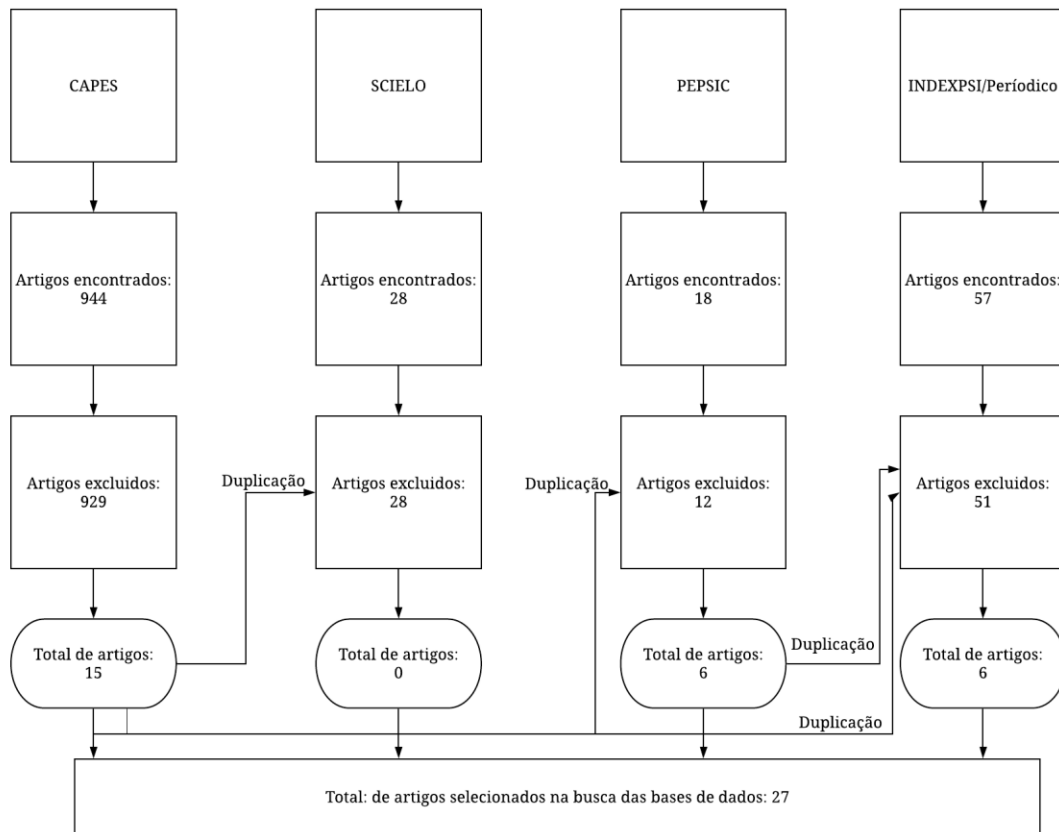 CAPES
SCIELO
PEPSIC
INDEXPSI/Períodico
Artigos encontrados:
944
Artigos encontrados:
28
Artigos encontrados:
18
Artigos encontrados:
57
Artigos excluidos:
929
Duplicação
Artigos excluidos:
28
Duplicação
Artigos excluidos:
12
Artigos excluidos:
51
Total de artigos:
15
Total de artigos:
0
Total de artigos:
6
Duplicação
Total de artigos:
6
Duplicação
Total: de artigos selecionados na busca das bases de dados: 27